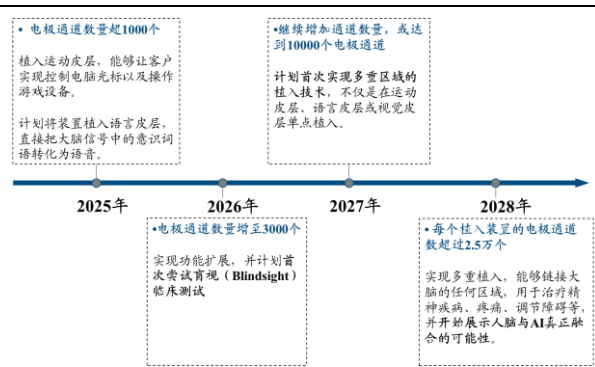 • 电极通道数量超1000个
植入运动皮层，能够让客户
实现控制电脑光标以及操作
游戏设备。
计划将装置植入语言皮层，
直接把大脑信号中的意识词
语转化为语音。
•继续增加通道数量，或达
到10000个电极通道
计划首次实现多重区域的
植入技术，不仅是在运动
皮层、语言皮层或视觉皮
层单点植入。
2025年
2026年
2027年
2028年
•电极通道数量增至3000个
实现功能扩展，并计划首
次尝试盲视（Blindsight）
临床测试
• 每个植入装置的电极通道
数超过2.5万个
实现多重植入，能够链接大
脑的任何区域，用于治疗精
神疾病、疼痛、调节障碍等，
并开始展示人脑与AI真正融
合的可能性。